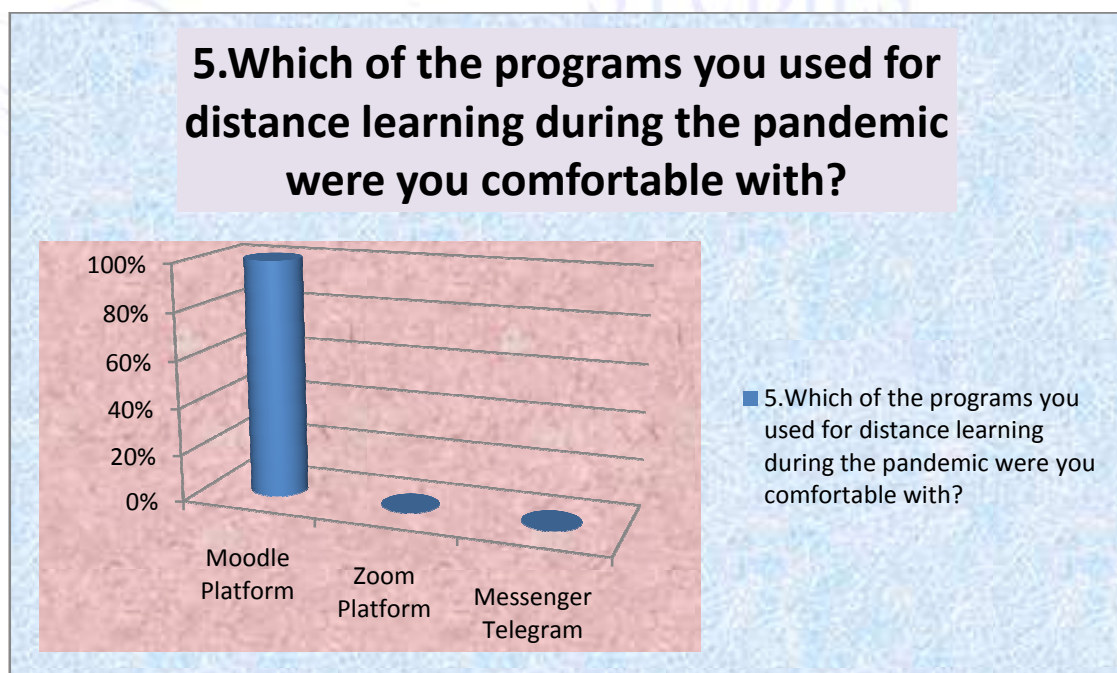 5.Which of the programs you used for
distance learning during the pandemic
were you comfortable with?
100%
80%
60%
40%
20%
0%
Moodle
Platform
Zoom
Platform
Messenger
Telegram
5.Which of the programs you
used for distance learning
during the pandemic were you
comfortable with?